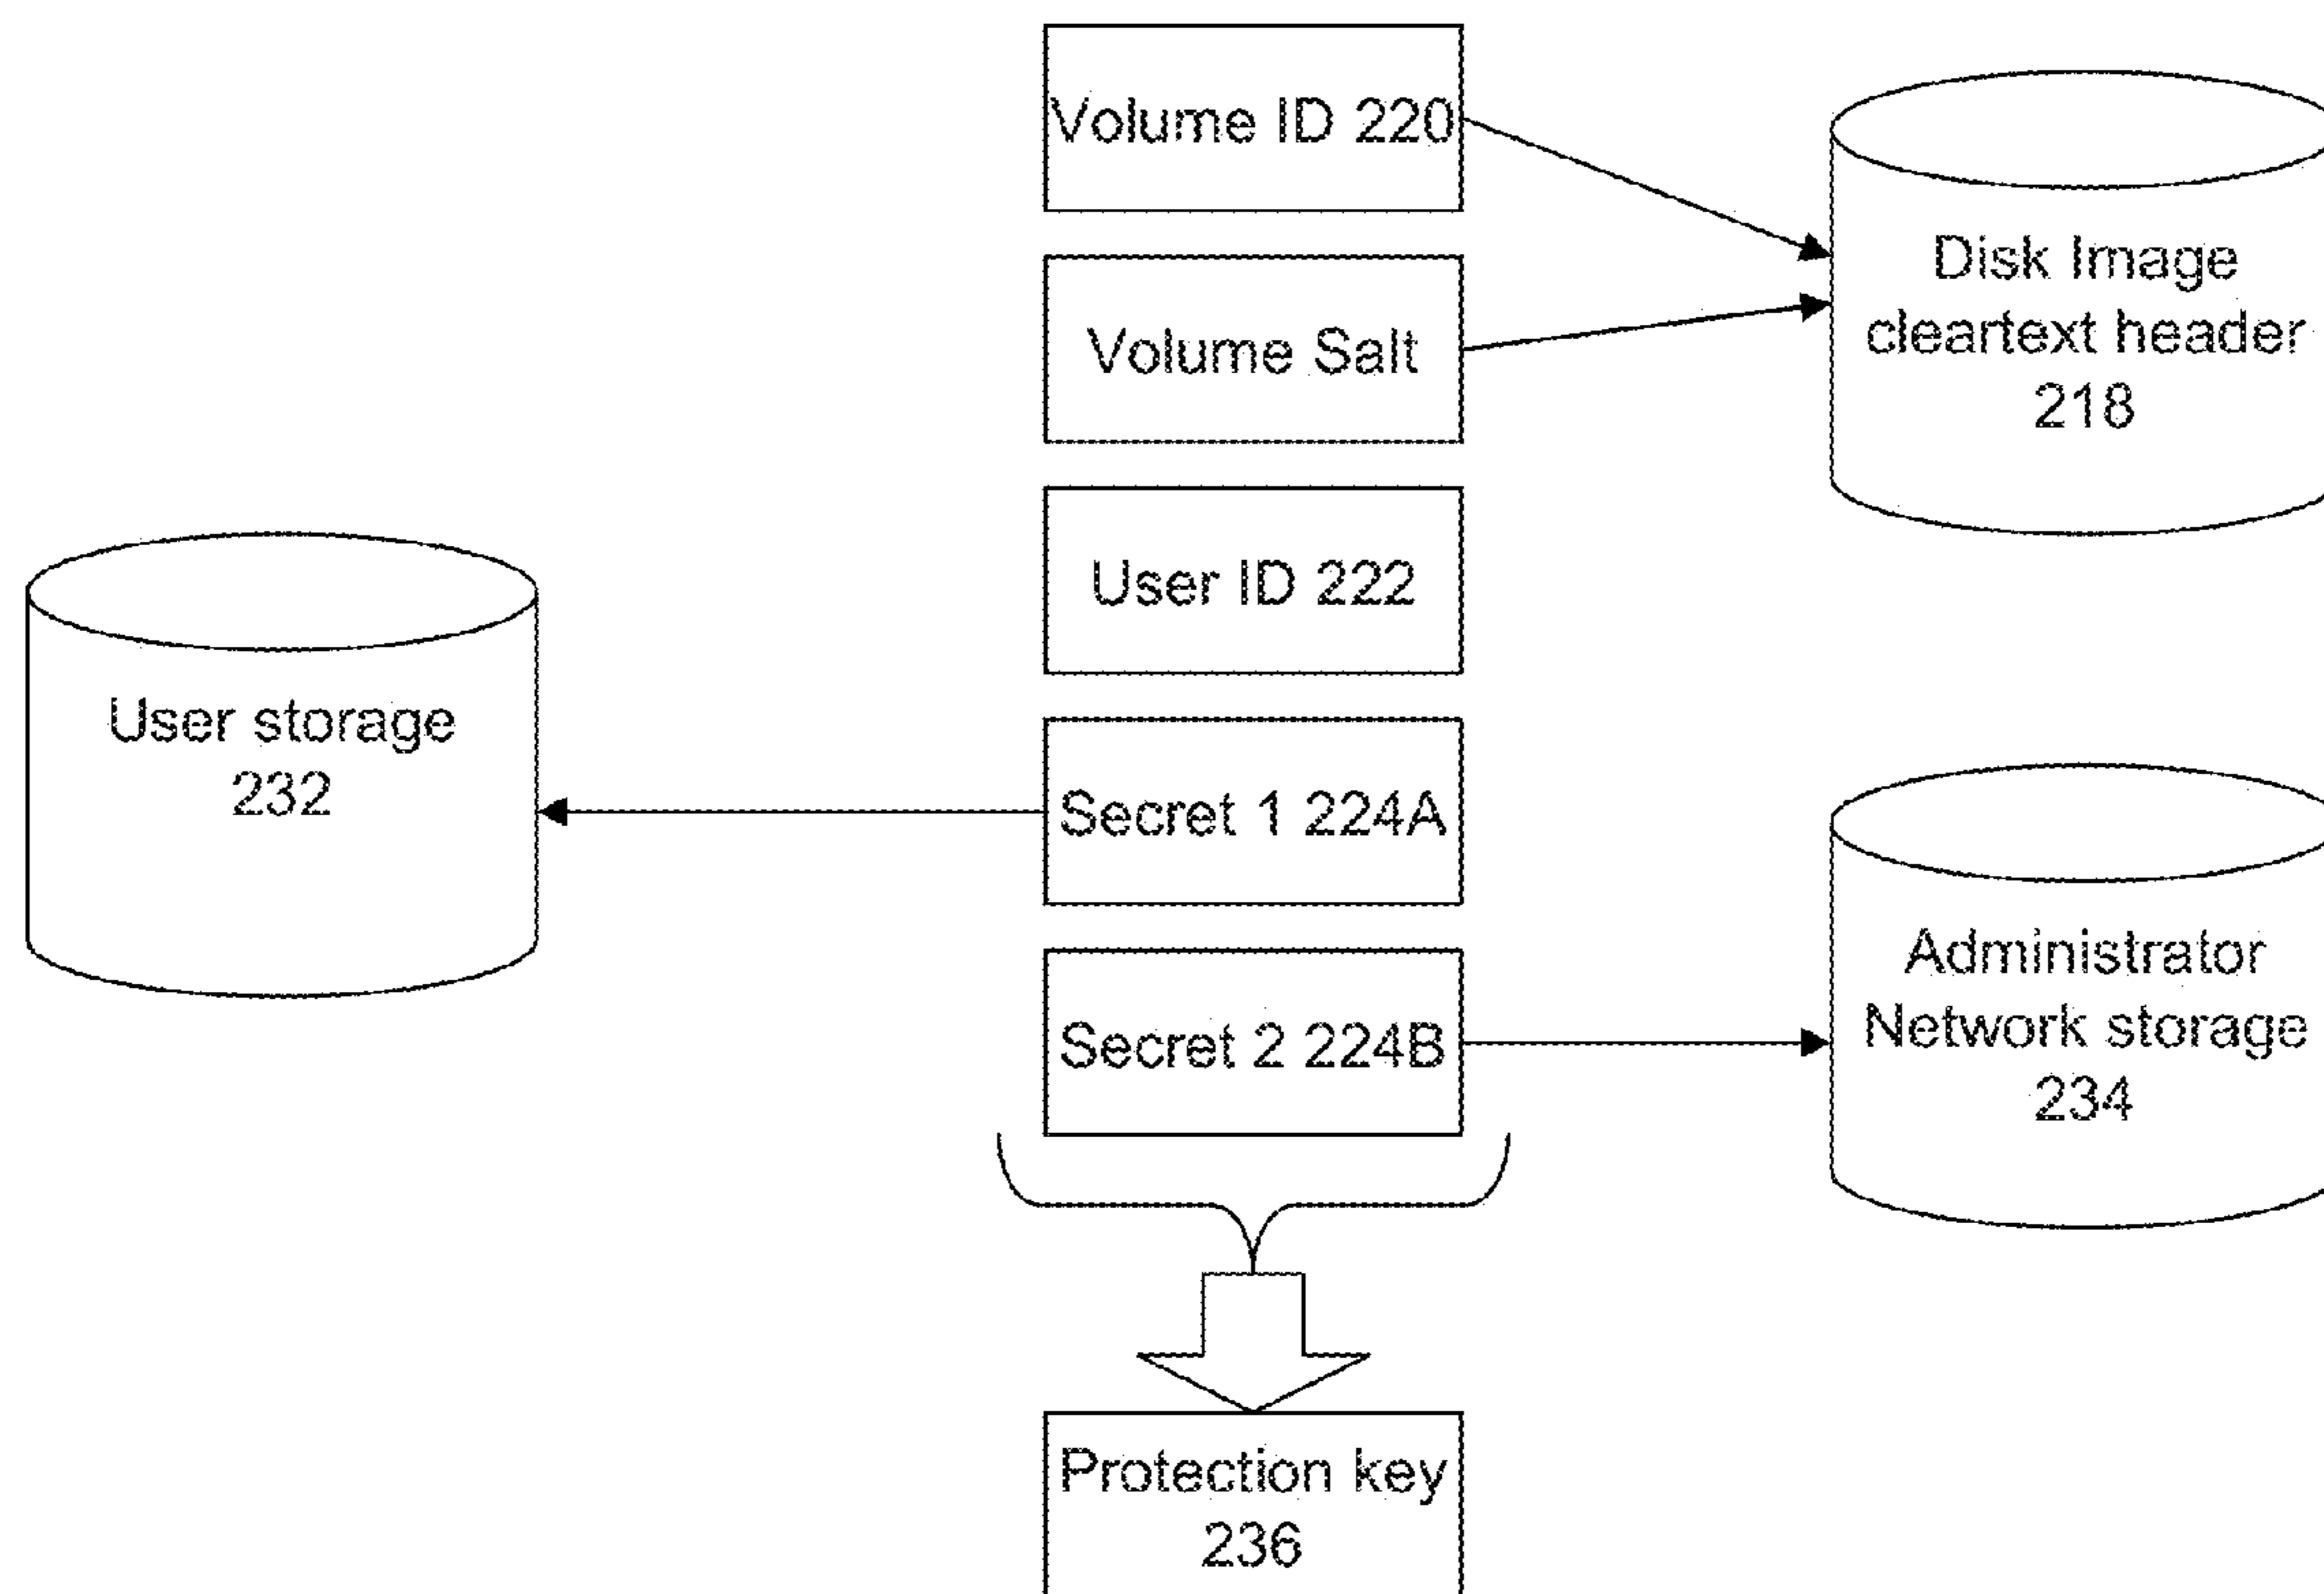 Volume ID 220
Disk Image
cleartext header
218
Volume Salt
User ID 222
User storage
232
Secret 1 224A
Administrator
Network storage
234
Secret 2 224B
Protection key
236